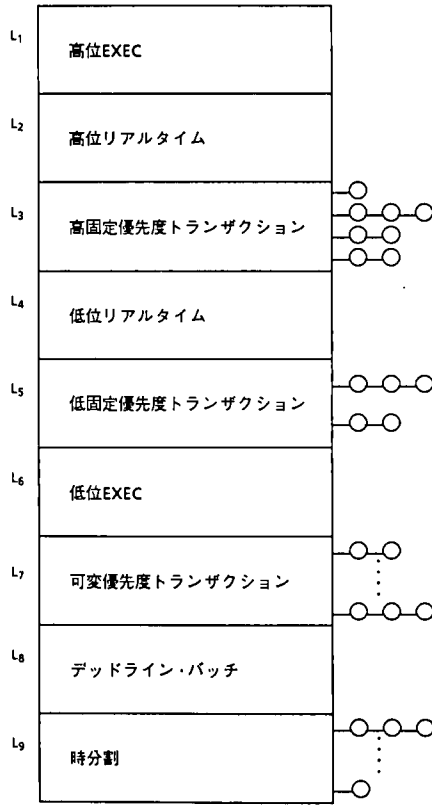 L1 高位EXEC
L2 高位リアルタイム
L3 高固定優先度トランザクション
L4 低位リアルタイム
L5 低固定優先度トランザクション
L6 低位EXEC
L7 可変優先度トランザクション
L8 デッドライン・バッチ
L9 時分割